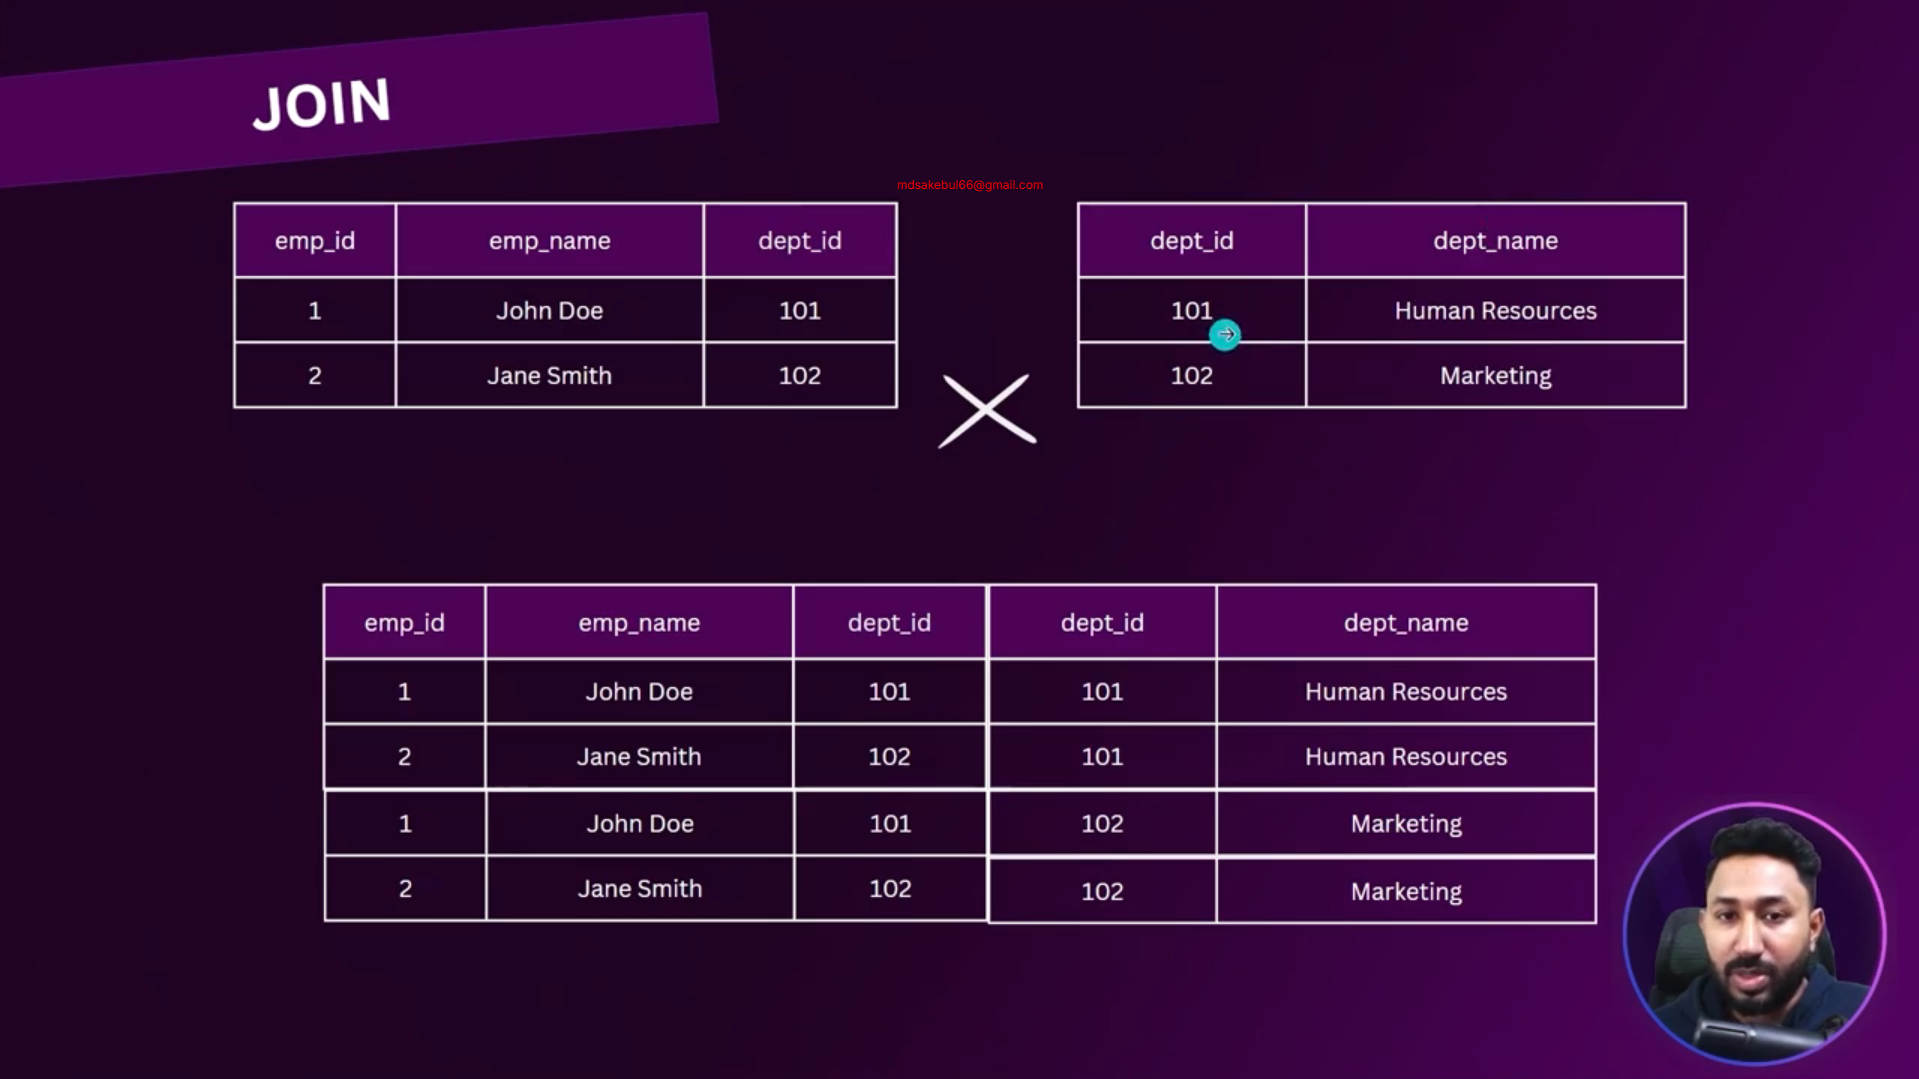 JOIN
mdsakebul66@gmail.com
emp_id emp_name dept_id
1 John Doe 101
2 Jane Smith 102
dept_id dept_name
101 Human Resources
102 Marketing
emp_id emp_name dept_id dept_id dept_name
1 John Doe 101 101 Human Resources
2 Jane Smith 102 101 Human Resources
1 John Doe 101 102 Marketing
2 Jane Smith 102 102 Marketing